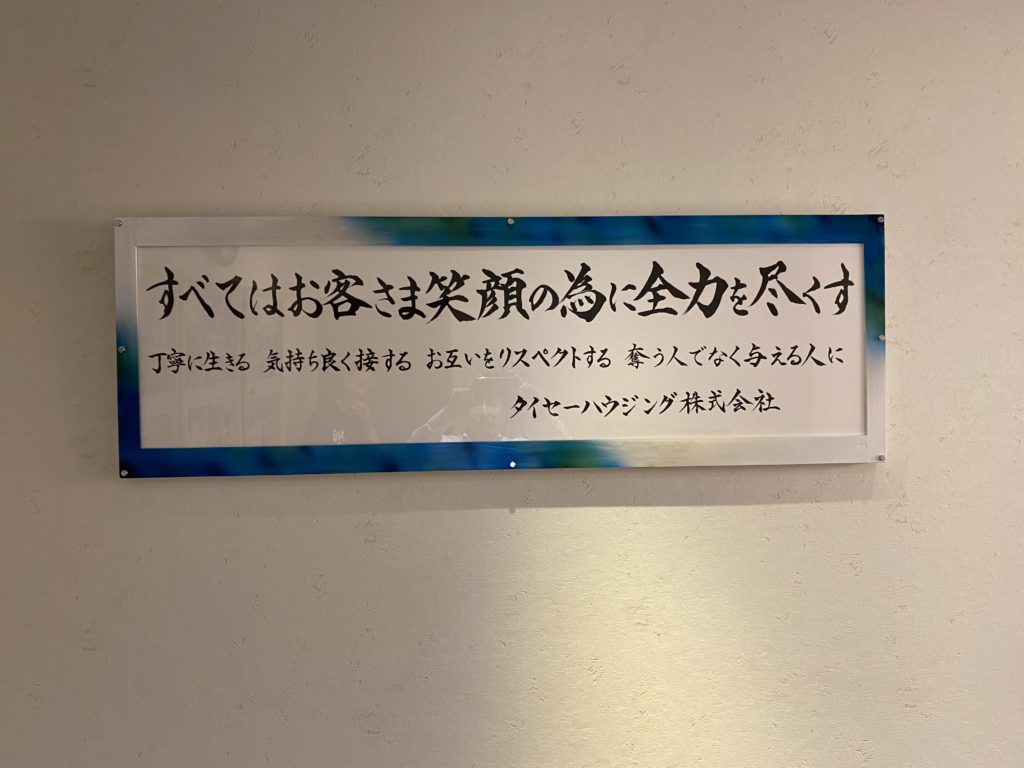 すべてはお客さま笑顔の為に全力を尽くす
丁寧に生きる 気持ち良く接する お互いをリスペクトする 奪う人でなく与える人に
タイセーハウジング株式会社